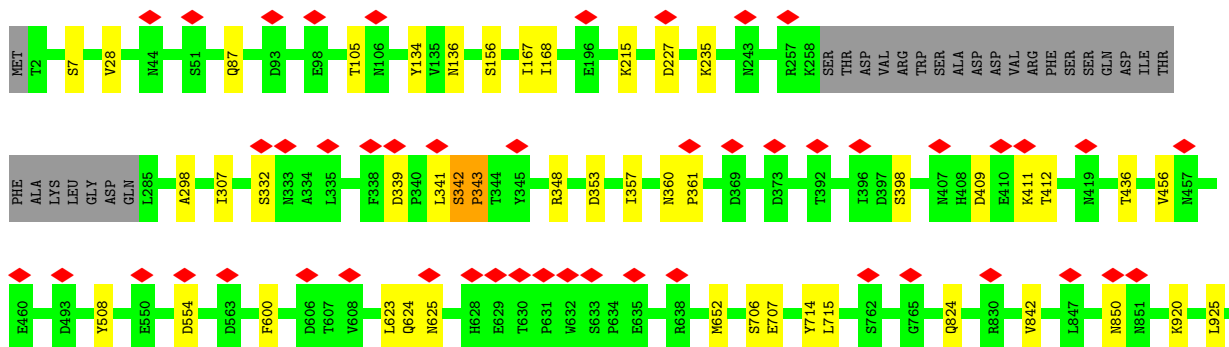 MET T2 S7 V28 N44 S51 Q87 D93 E98 T105 N106 Y134 V135 N136 S156 I167 I168 E196 K215 D227 K235 N243 R257 K258 SER THR ASP VAL ARG TRP SER ALA ASP ASP VAL ARG PHE SER SER GLN ASP ILE THR
PHE ALA LYS LEU GLY ASP GLN L285 A298 I307 S332 N333 A334 L335 F338 D339 P340 L341 S342 P343 T344 Y345 R348 D353 I357 N360 P361 D369 D373 T392 I396 D397 S398 N407 H408 D409 E410 K411 T412 N419 T436 V456 N457
E460 D493 Y508 E550 D554 D563 F600 D606 T607 V608 L623 Q624 N625 H628 E629 T630 P631 W632 S633 P634 E635 R638 M652 S706 E707 Y714 L715 S762 G765 Q824 R830 V842 L847 N850 N851 K920 L925